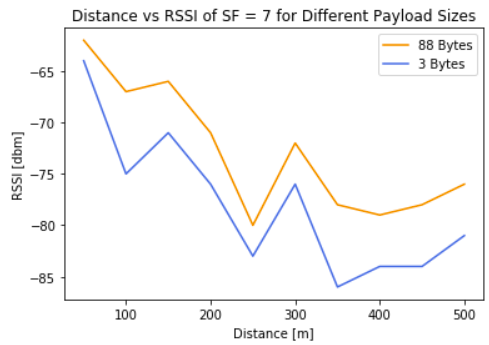 Distance vs RSSI of SF = 7 for Different Payload Sizes
88 Bytes
3 Bytes
−65
−70
−75
−80
−85
RSSI [dbm]
100
200
300
400
500
Distance [m]